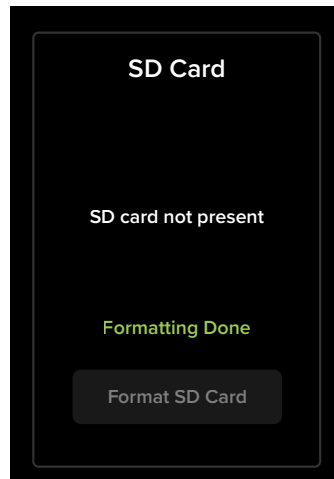 SD Card
SD card not present
Formatting Done
Format SD Card